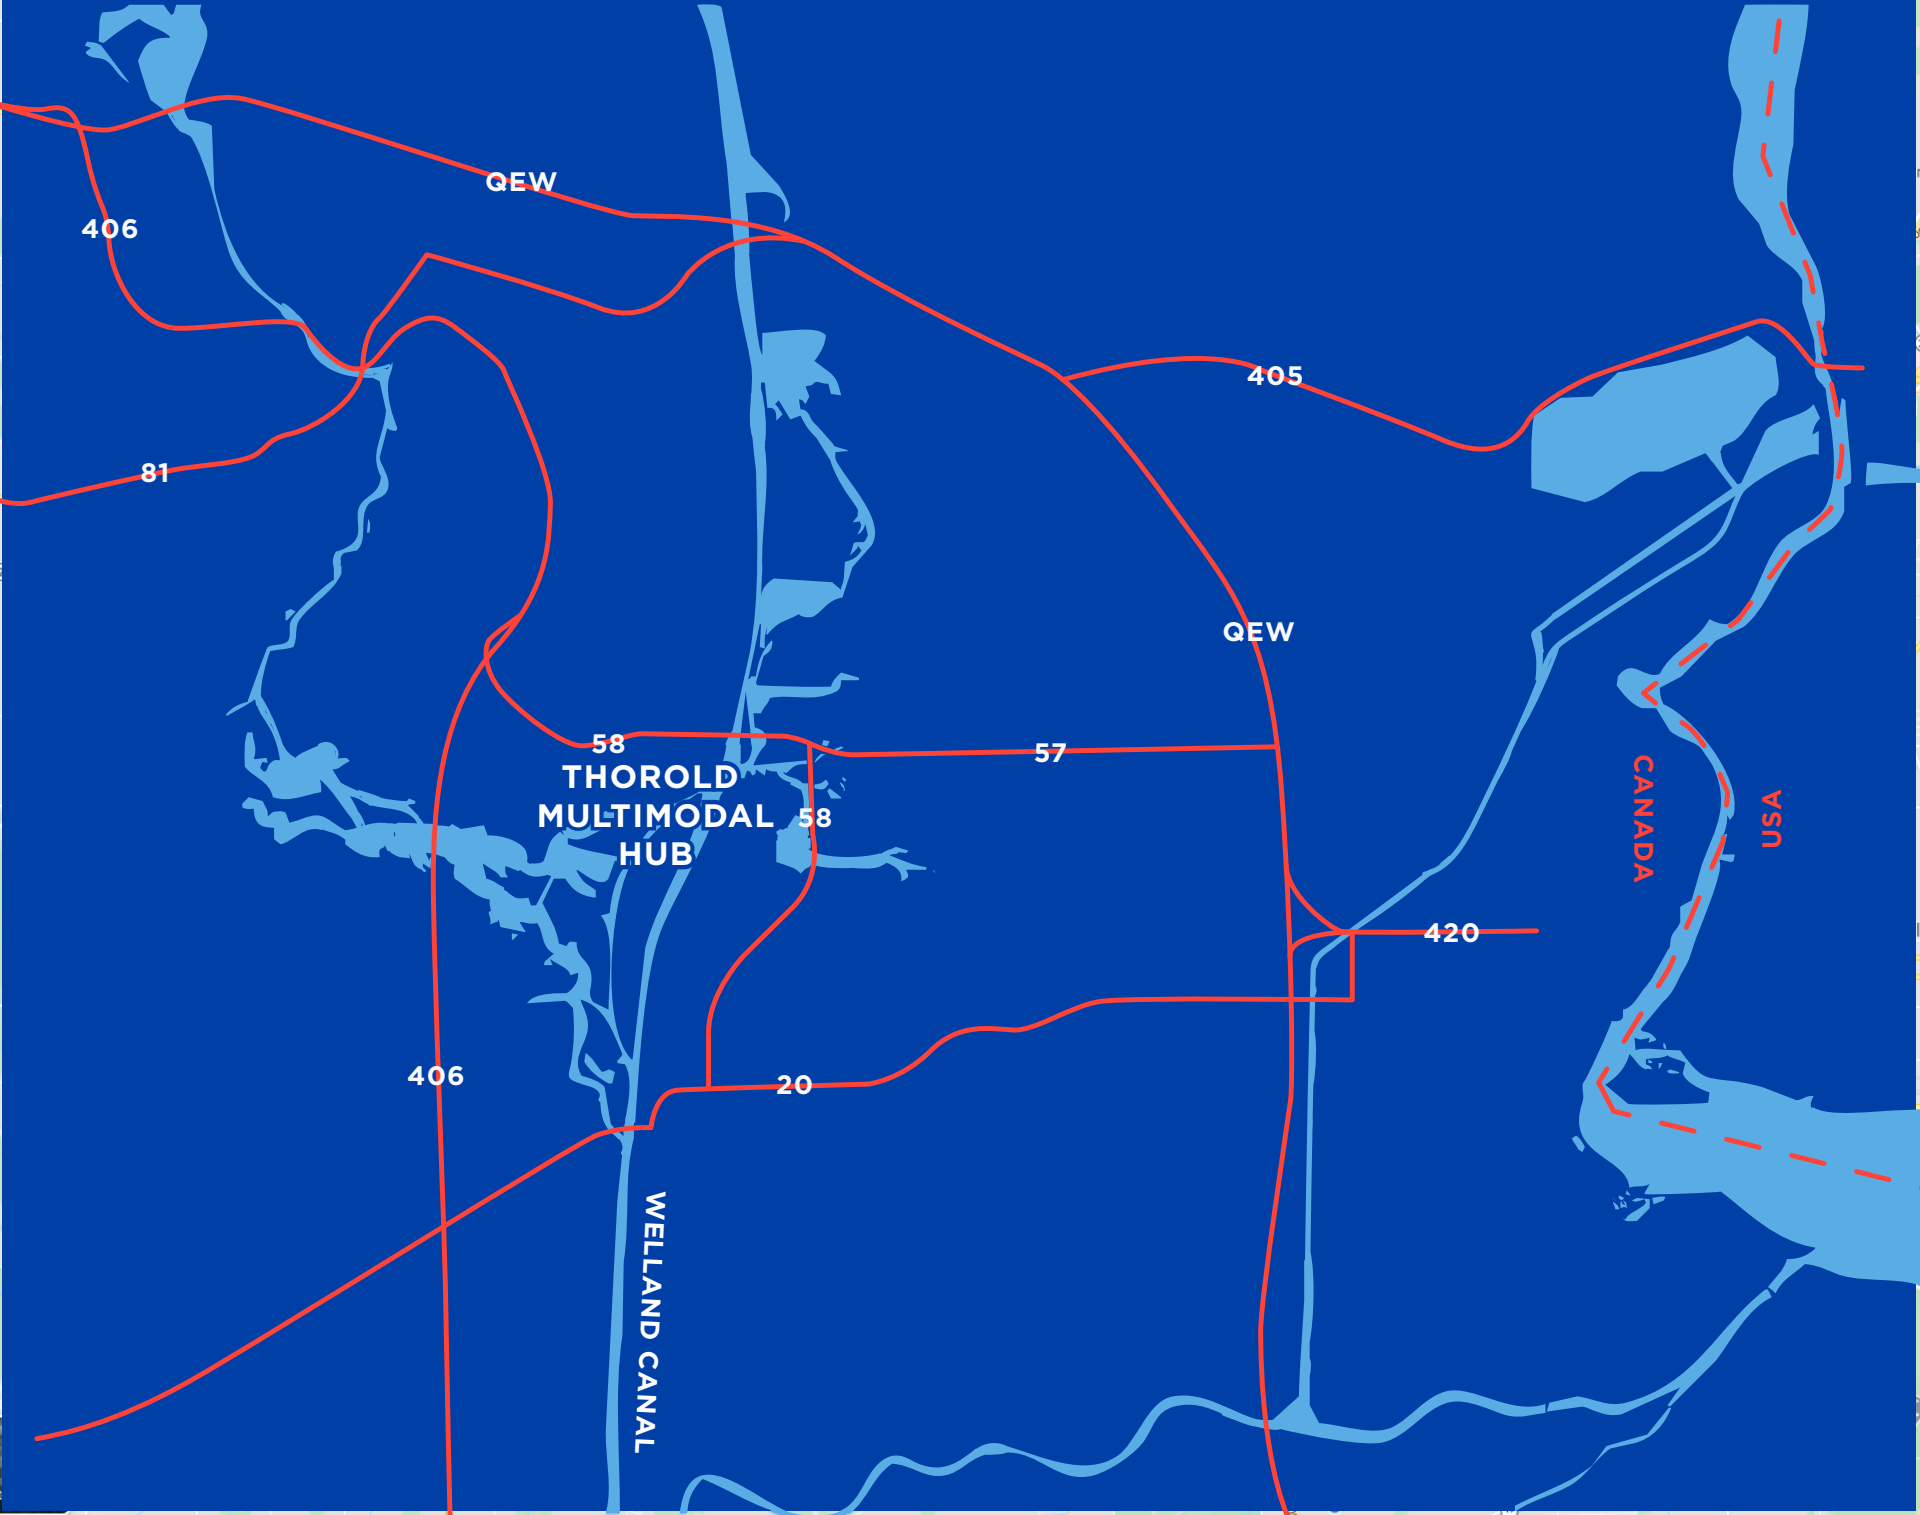 QEW
406
405
81
QEW
58
57
THOROLD
MULTIMODAL
HUB
58
CANADA
USA
420
406
20
WELLAND CANAL